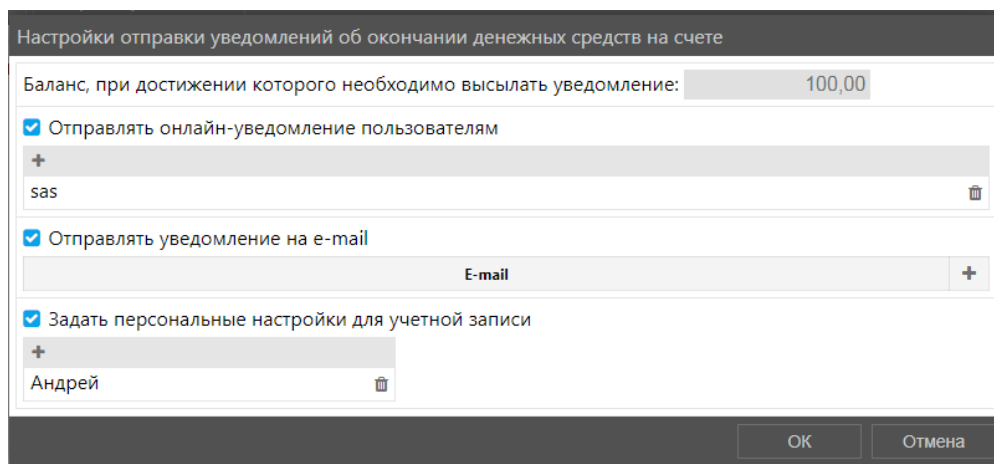 Настройки отправки уведомлений об окончании денежных средств на счете
Баланс, при достижении которого необходимо высылать уведомление: 100,00
Отправлять онлайн-уведомление пользователям
+
sas
Отправлять уведомление на e-mail
E-mail +
Задать персональные настройки для учетной записи
+
Андрей
ОК Отмена